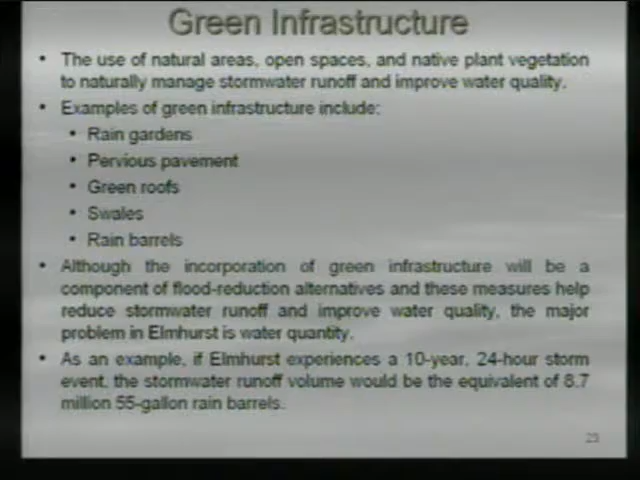 Green Infrastructure
• The use of natural areas, open spaces, and native plant vegetation
to naturally manage stormwater runoff and improve water quality.
• Examples of green infrastructure include:
• Rain gardens
• Pervious pavement
• Green roofs
• Swales
• Rain barrels
• Although the incorporation of green infrastructure will be a
component of flood-reduction alternatives and these measures help
reduce stormwater runoff and improve water quality, the major
problem in Elmhurst is water quantity.
• As an example, if Elmhurst experiences a 10-year, 24-hour storm
event, the stormwater runoff volume would be the equivalent of 8.7
million 55-gallon rain barrels.